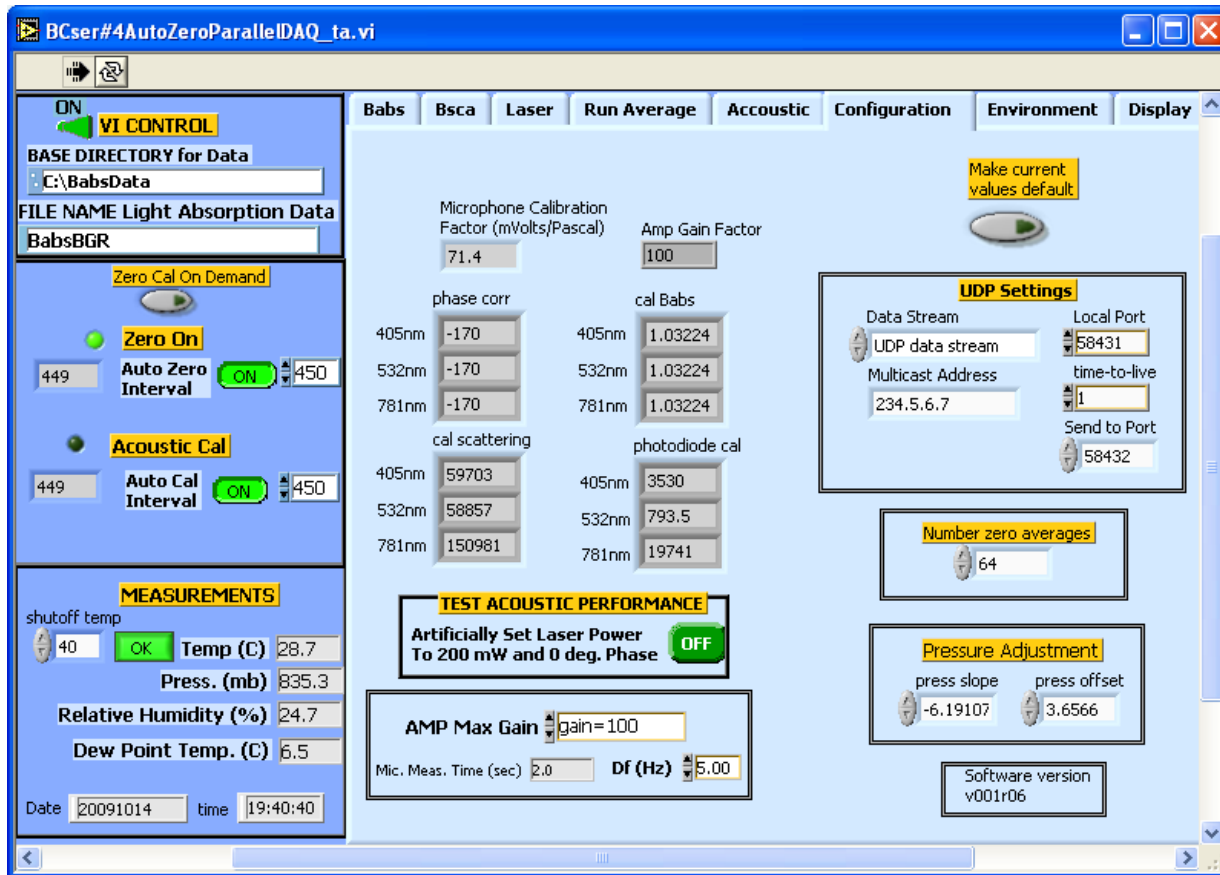 BCser#4AutoZeroParallelDAQ_ta.vi
ON
VI CONTROL
BASE DIRECTORY for Data
C:\BabsData
FILE NAME Light Absorption Data
BabsBGR
Zero Cal On Demand
Zero On
449
Auto Zero Interval
ON
450
Acoustic Cal
449
Auto Cal Interval
ON
450
MEASUREMENTS
shutoff temp
40
OK
Temp (C) 28.7
Press. (mb) 835.3
Relative Humidity (%) 24.7
Dew Point Temp. (C) 6.5
Date 20091014 time 19:40:40
Babs Bsca Laser Run Average Accoustic Configuration Environment Display
Microphone Calibration
Factor (mVolts/Pascal)
71.4
Amp Gain Factor
100
phase corr
405nm -170
532nm -170
781nm -170
cal Babs
405nm 1.03224
532nm 1.03224
781nm 1.03224
cal scattering
405nm 59703
532nm 58857
781nm 150981
photodiode cal
405nm 3530
532nm 793.5
781nm 19741
TEST ACOUSTIC PERFORMANCE
Artificially Set Laser Power
To 200 mW and 0 deg. Phase
OFF
AMP Max Gain gain=100
Mic. Meas. Time (sec) 2.0 Df (Hz) 5.00
Make current
values default
UDP Settings
Data Stream
UDP data stream
Multicast Address
234.5.6.7
Local Port
58431
time-to-live
1
Send to Port
58432
Number zero averages
64
Pressure Adjustment
press slope
-6.19107
press offset
3.6566
Software version
v001r06